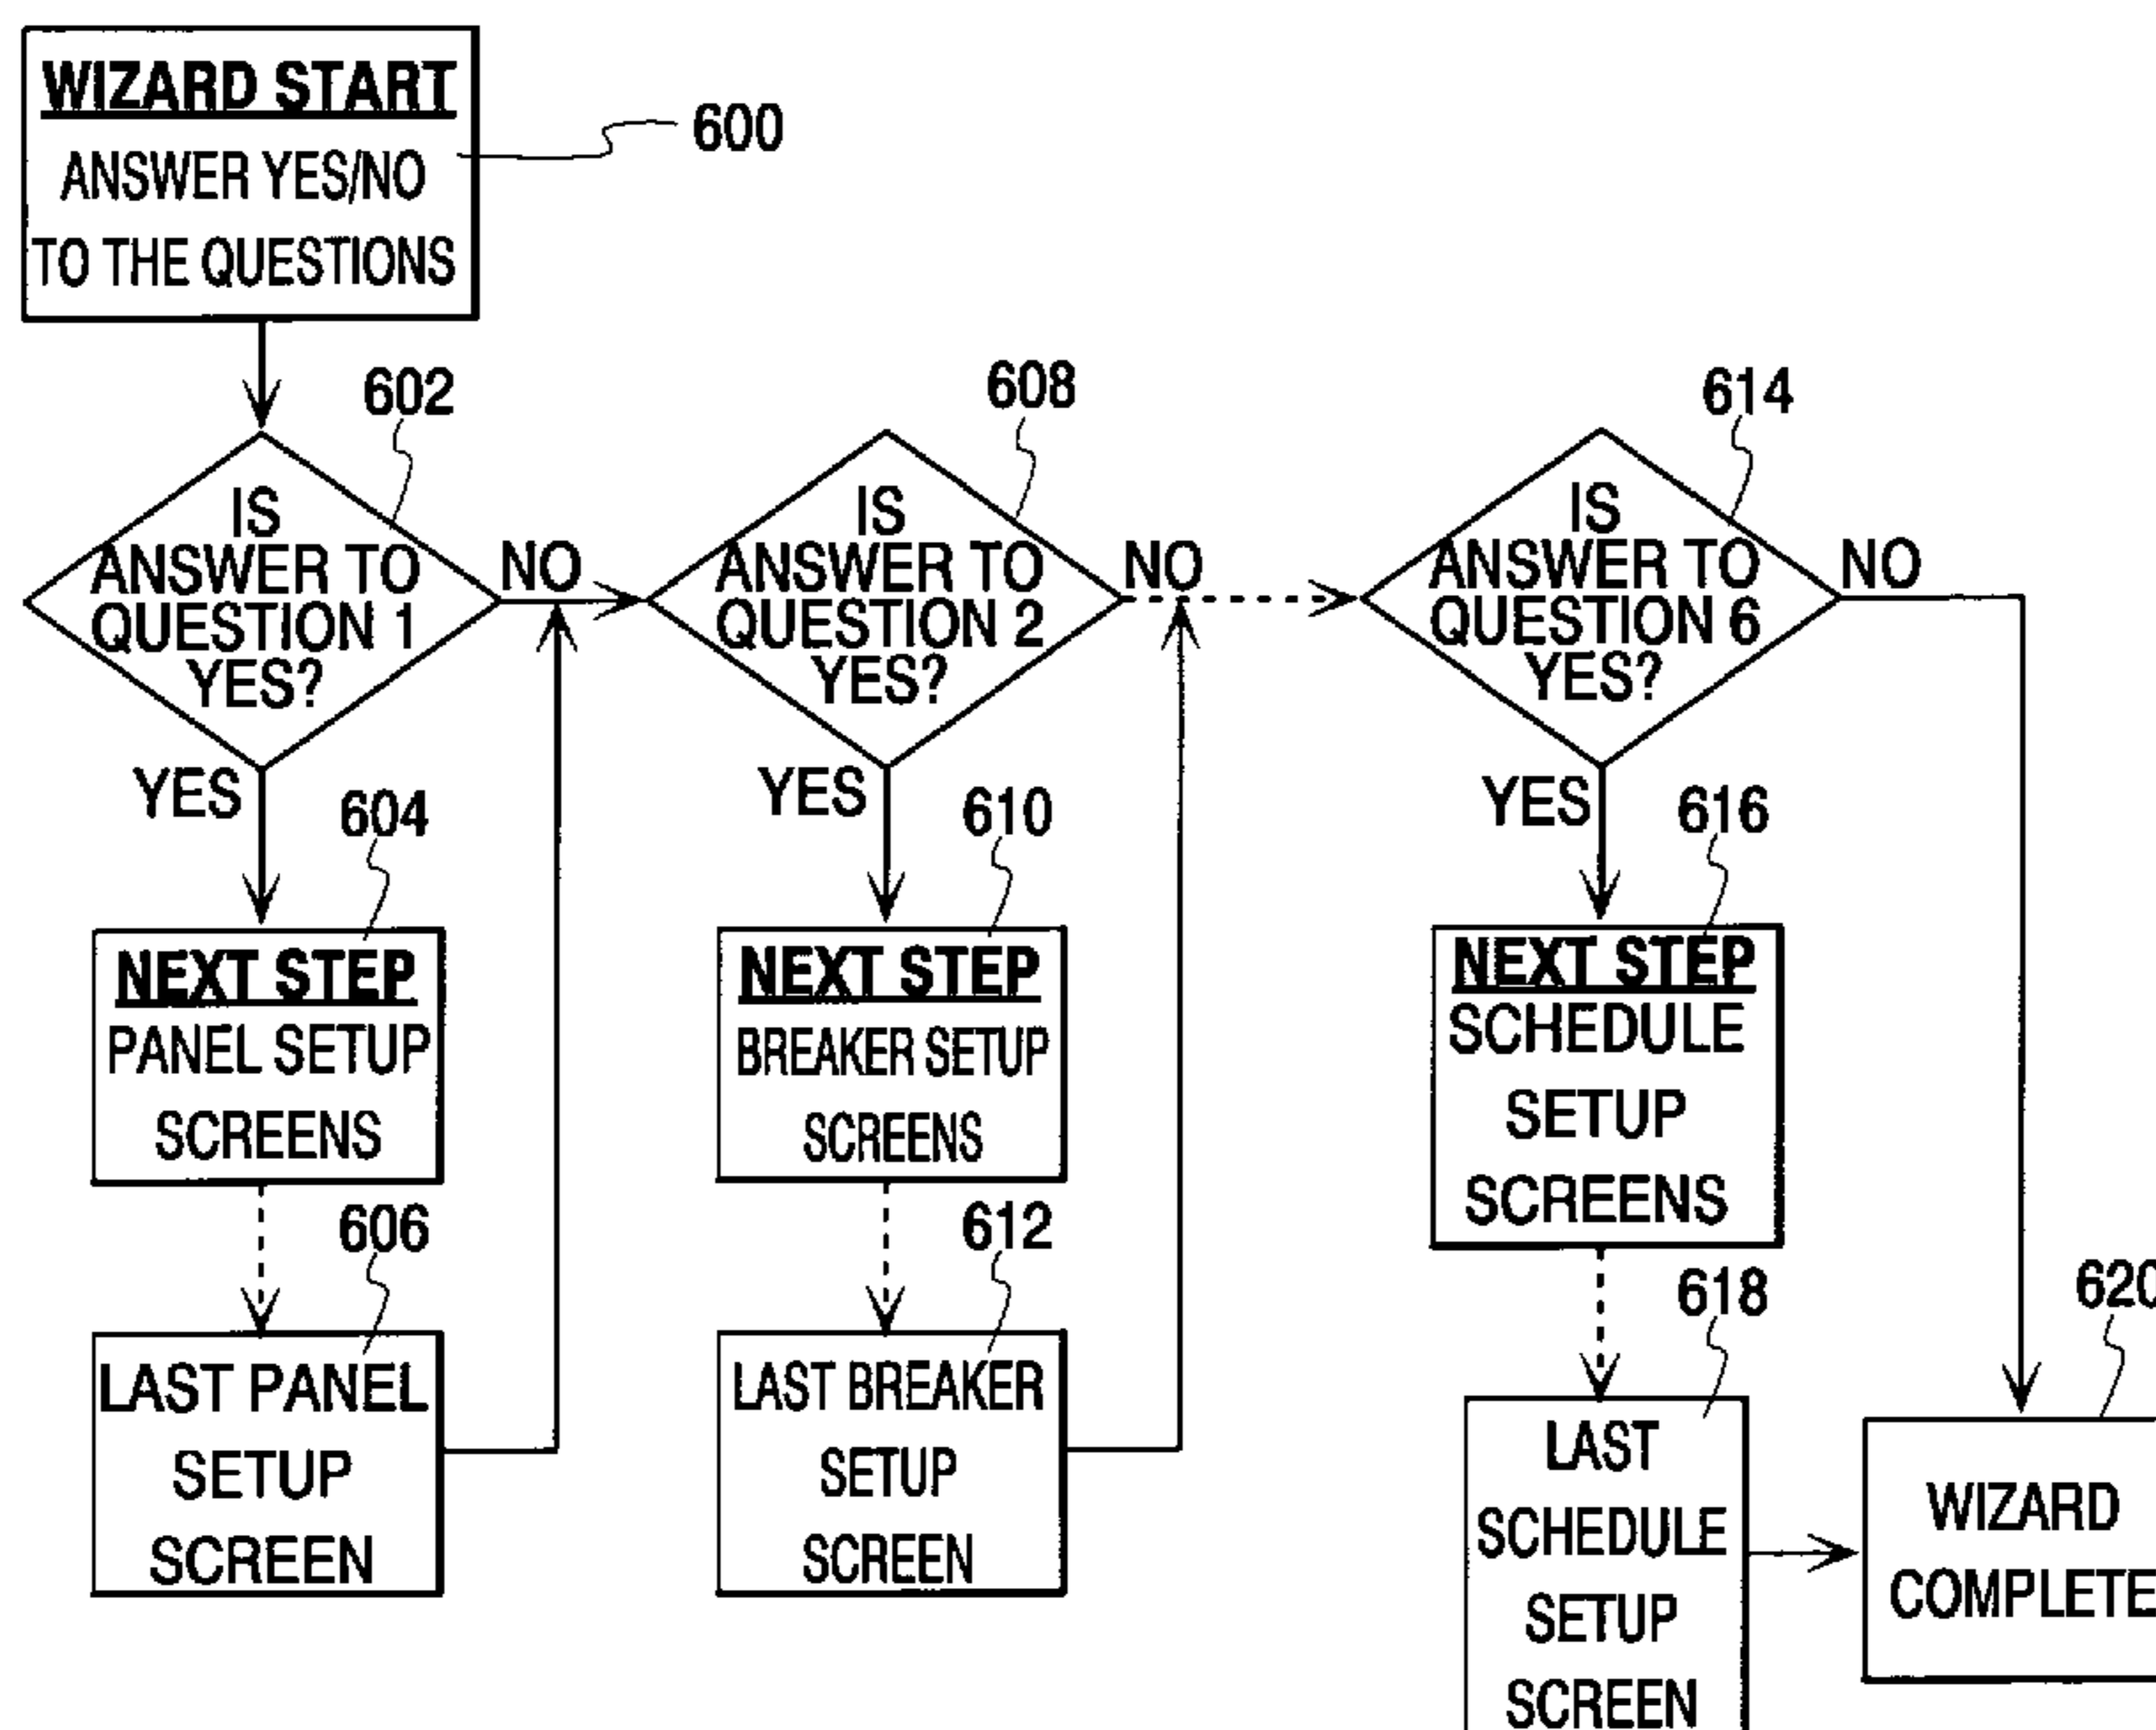 WIZARD START
ANSWER YES/NO
TO THE QUESTIONS
600
602
IS
ANSWER TO
QUESTION 1
YES?
NO
YES
604
NEXT STEP
PANEL SETUP
SCREENS
606
LAST PANEL
SETUP
SCREEN
608
IS
ANSWER TO
QUESTION 2
YES?
NO
YES
610
NEXT STEP
BREAKER SETUP
SCREENS
612
LAST BREAKER
SETUP
SCREEN
614
IS
ANSWER TO
QUESTION 6
YES?
NO
YES
616
NEXT STEP
SCHEDULE
SETUP
SCREENS
618
LAST
SCHEDULE
SETUP
SCREEN
620
WIZARD
COMPLETE